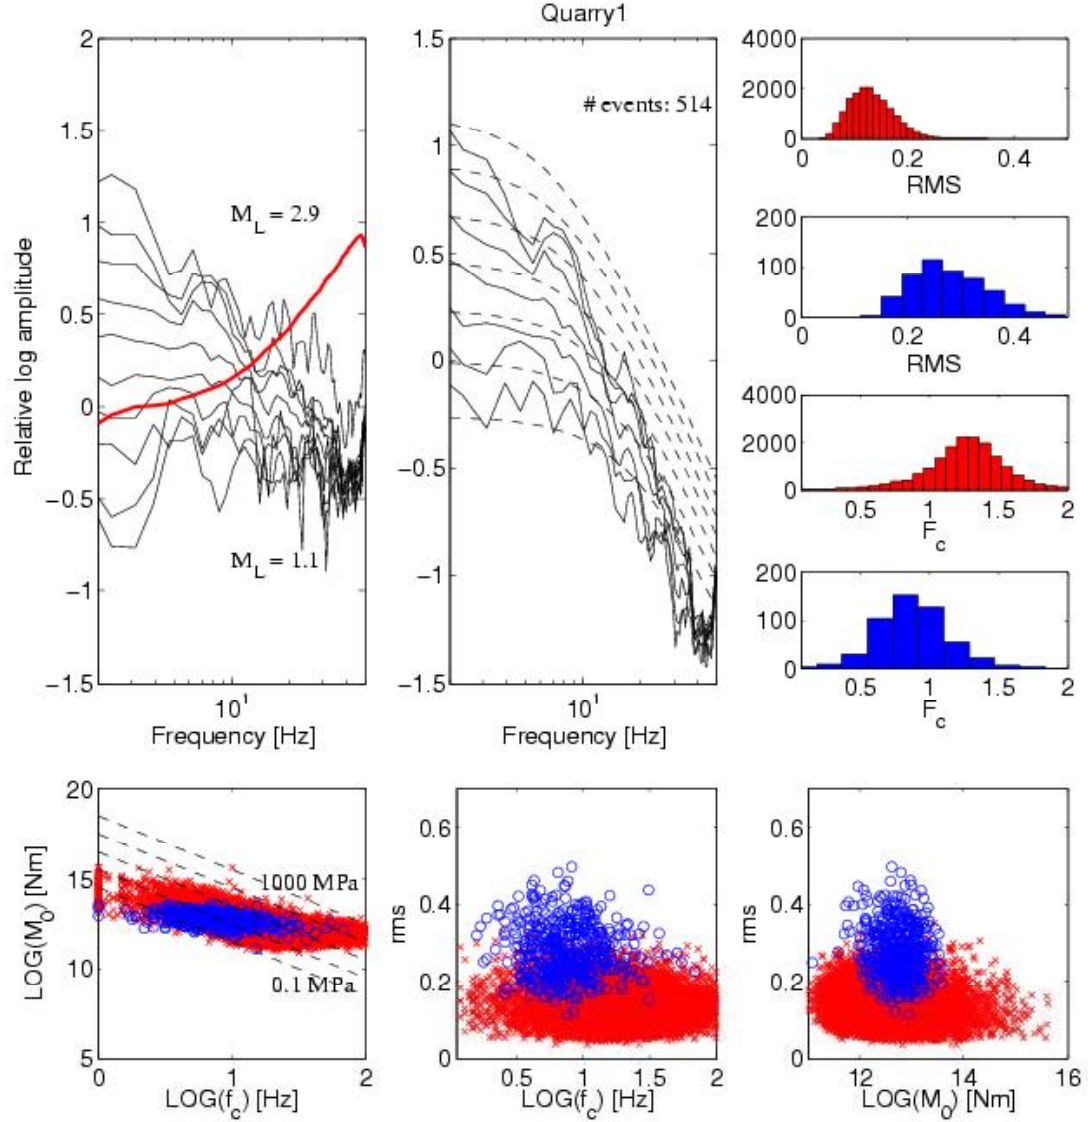 Quarry1
2
1.5
1
0.5
0
−0.5
−1
−1.5
10¹
Relative log amplitude
Frequency [Hz]
M_L = 2.9
M_L = 1.1
1.5
1
0.5
0
−0.5
−1
−1.5
10¹
Frequency [Hz]
# events: 514
4000
2000
0
0 0.2 0.4
RMS
200
100
0
0 0.2 0.4
RMS
4000
2000
0
0.5 1 1.5 2
F_c
200
100
0
0.5 1 1.5 2
F_c
20
15
10
5
0 1 2
LOG(M_0) [Nm]
LOG(f_c) [Hz]
1000 MPa
0.1 MPa
0.6
0.4
0.2
0
0.5 1 1.5 2
rms
LOG(f_c) [Hz]
0.6
0.4
0.2
0
12 14 16
rms
LOG(M_0) [Nm]